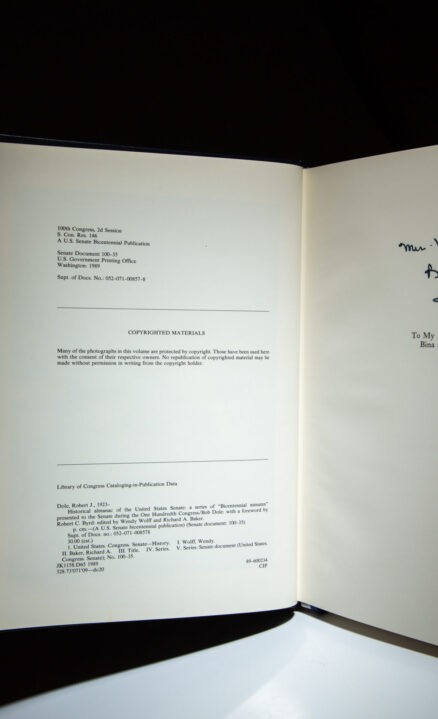 100th Congress, 2d Session
S. Con. Res. 146
A U.S. Senate Bicentennial Publication
Senate Document 100-35
U.S. Government Printing Office
Washington: 1989
Supt. of Docs. No.: 052-071-00857-8
COPYRIGHTED MATERIALS
Many of the photographs in this volume are protected by copyright. Those have been used here
with the consent of their respective owners. No republication of copyrighted material may be
made without permission in writing from the copyright holder.
Library of Congress Cataloging-in-Publication Data
Dole, Robert J., 1923-
Historical almanac of the United States Senate: a series of "Bicentennial minutes"
presented to the Senate during the One Hundredth Congress/Bob Dole: with a foreword by
Robert C. Byrd: edited by Wendy Wolff and Richard A. Baker.
p. cm.—(A U.S. Senate bicentennial publication) (Senate document: 100-35)
Supt. of Docs. no.: 052-071-008578
30.00 (est.)
1. United States. Congress. Senate—History. I. Wolff, Wendy.
II. Baker, Richard A. III. Title. IV. Series. V. Series: Senate document (United States.
Congress. Senate); No. 100-35.
JK1158.D65 1989
328.73'071'09—dc20
89-600234
CIP
To My
Bina